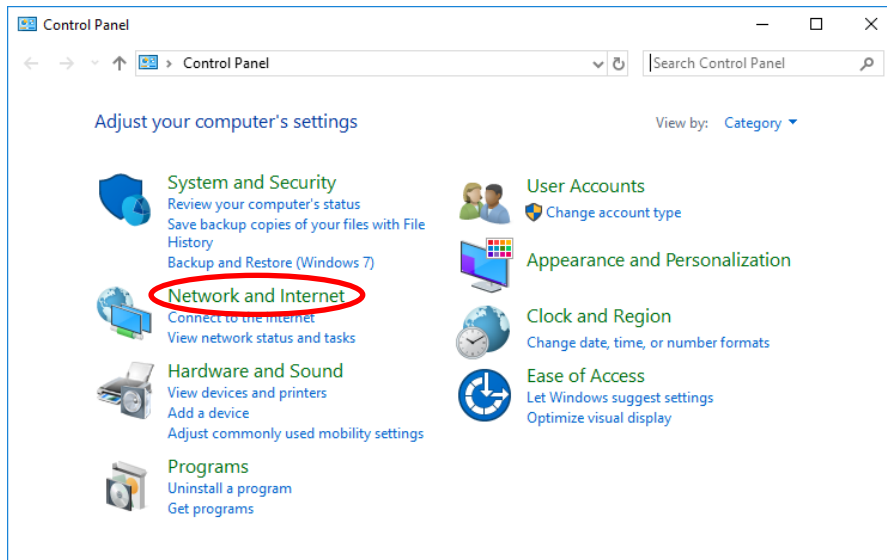 Control Panel
Control Panel
Search Control Panel
Adjust your computer's settings
View by: Category
System and Security
Review your computer's status
Save backup copies of your files with File
History
Backup and Restore (Windows 7)
Network and Internet
Connect to the Internet
View network status and tasks
Hardware and Sound
View devices and printers
Add a device
Adjust commonly used mobility settings
Programs
Uninstall a program
Get programs
User Accounts
Change account type
Appearance and Personalization
Clock and Region
Change date, time, or number formats
Ease of Access
Let Windows suggest settings
Optimize visual display